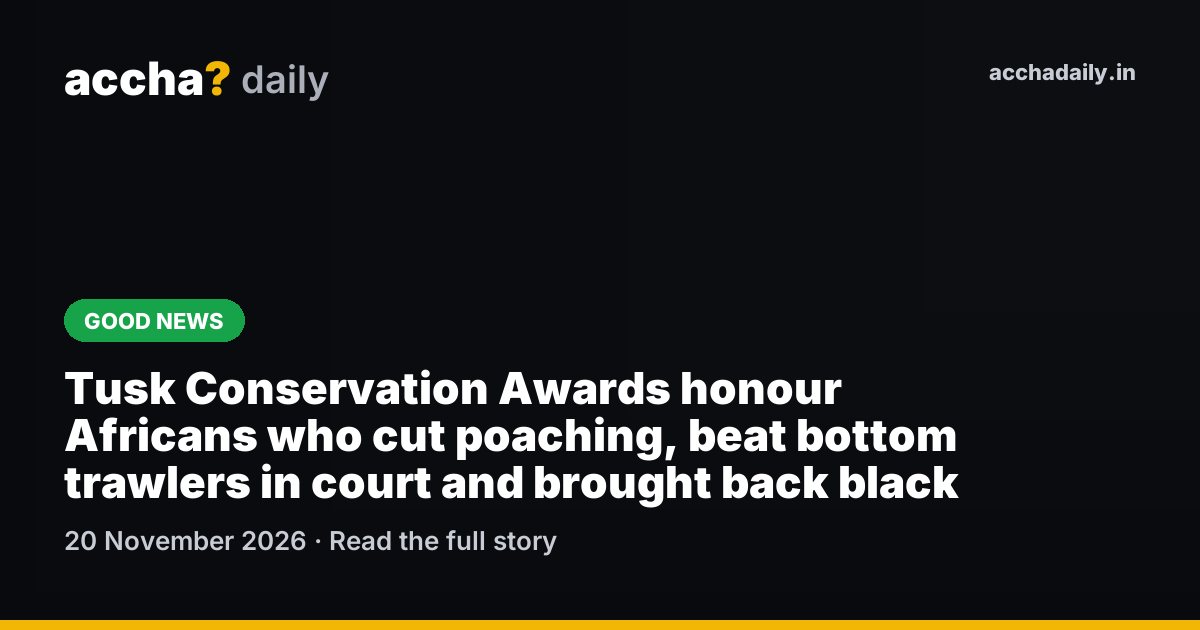 accha? daily
acchadaily.in
GOOD NEWS
Tusk Conservation Awards honour
Africans who cut poaching, beat bottom
trawlers in court and brought back black
20 November 2026 · Read the full story